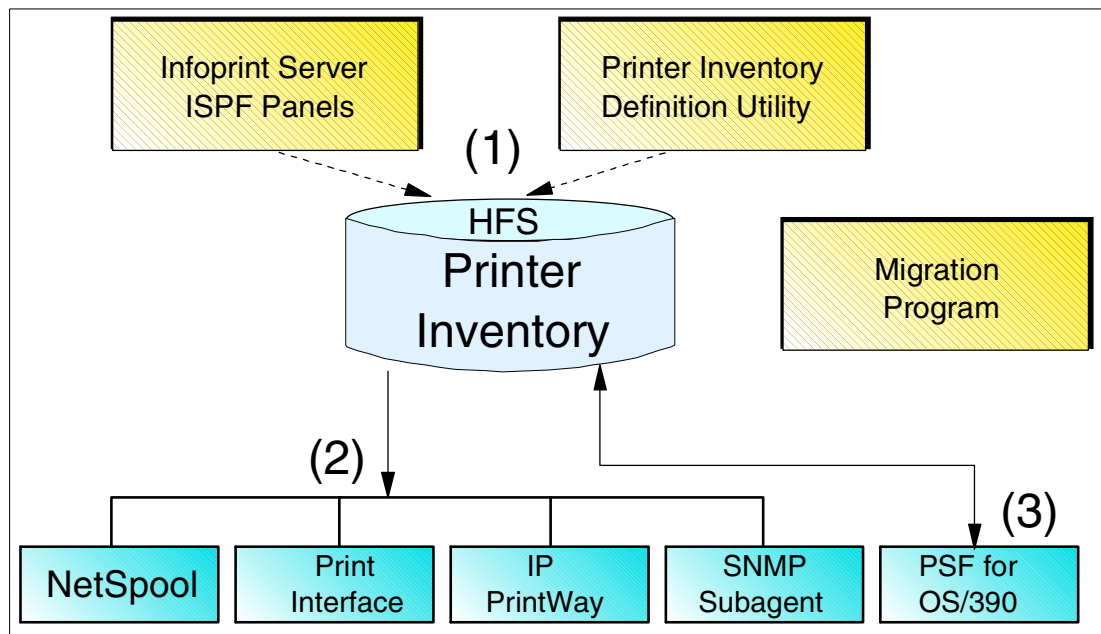 Infoprint Server
ISPF Panels
Printer Inventory
Definition Utility
(1)
HFS
Printer
Inventory
Migration
Program
(2)
(3)
NetSpool
Print
Interface
IP
PrintWay
SNMP
Subagent
PSF for
OS/390